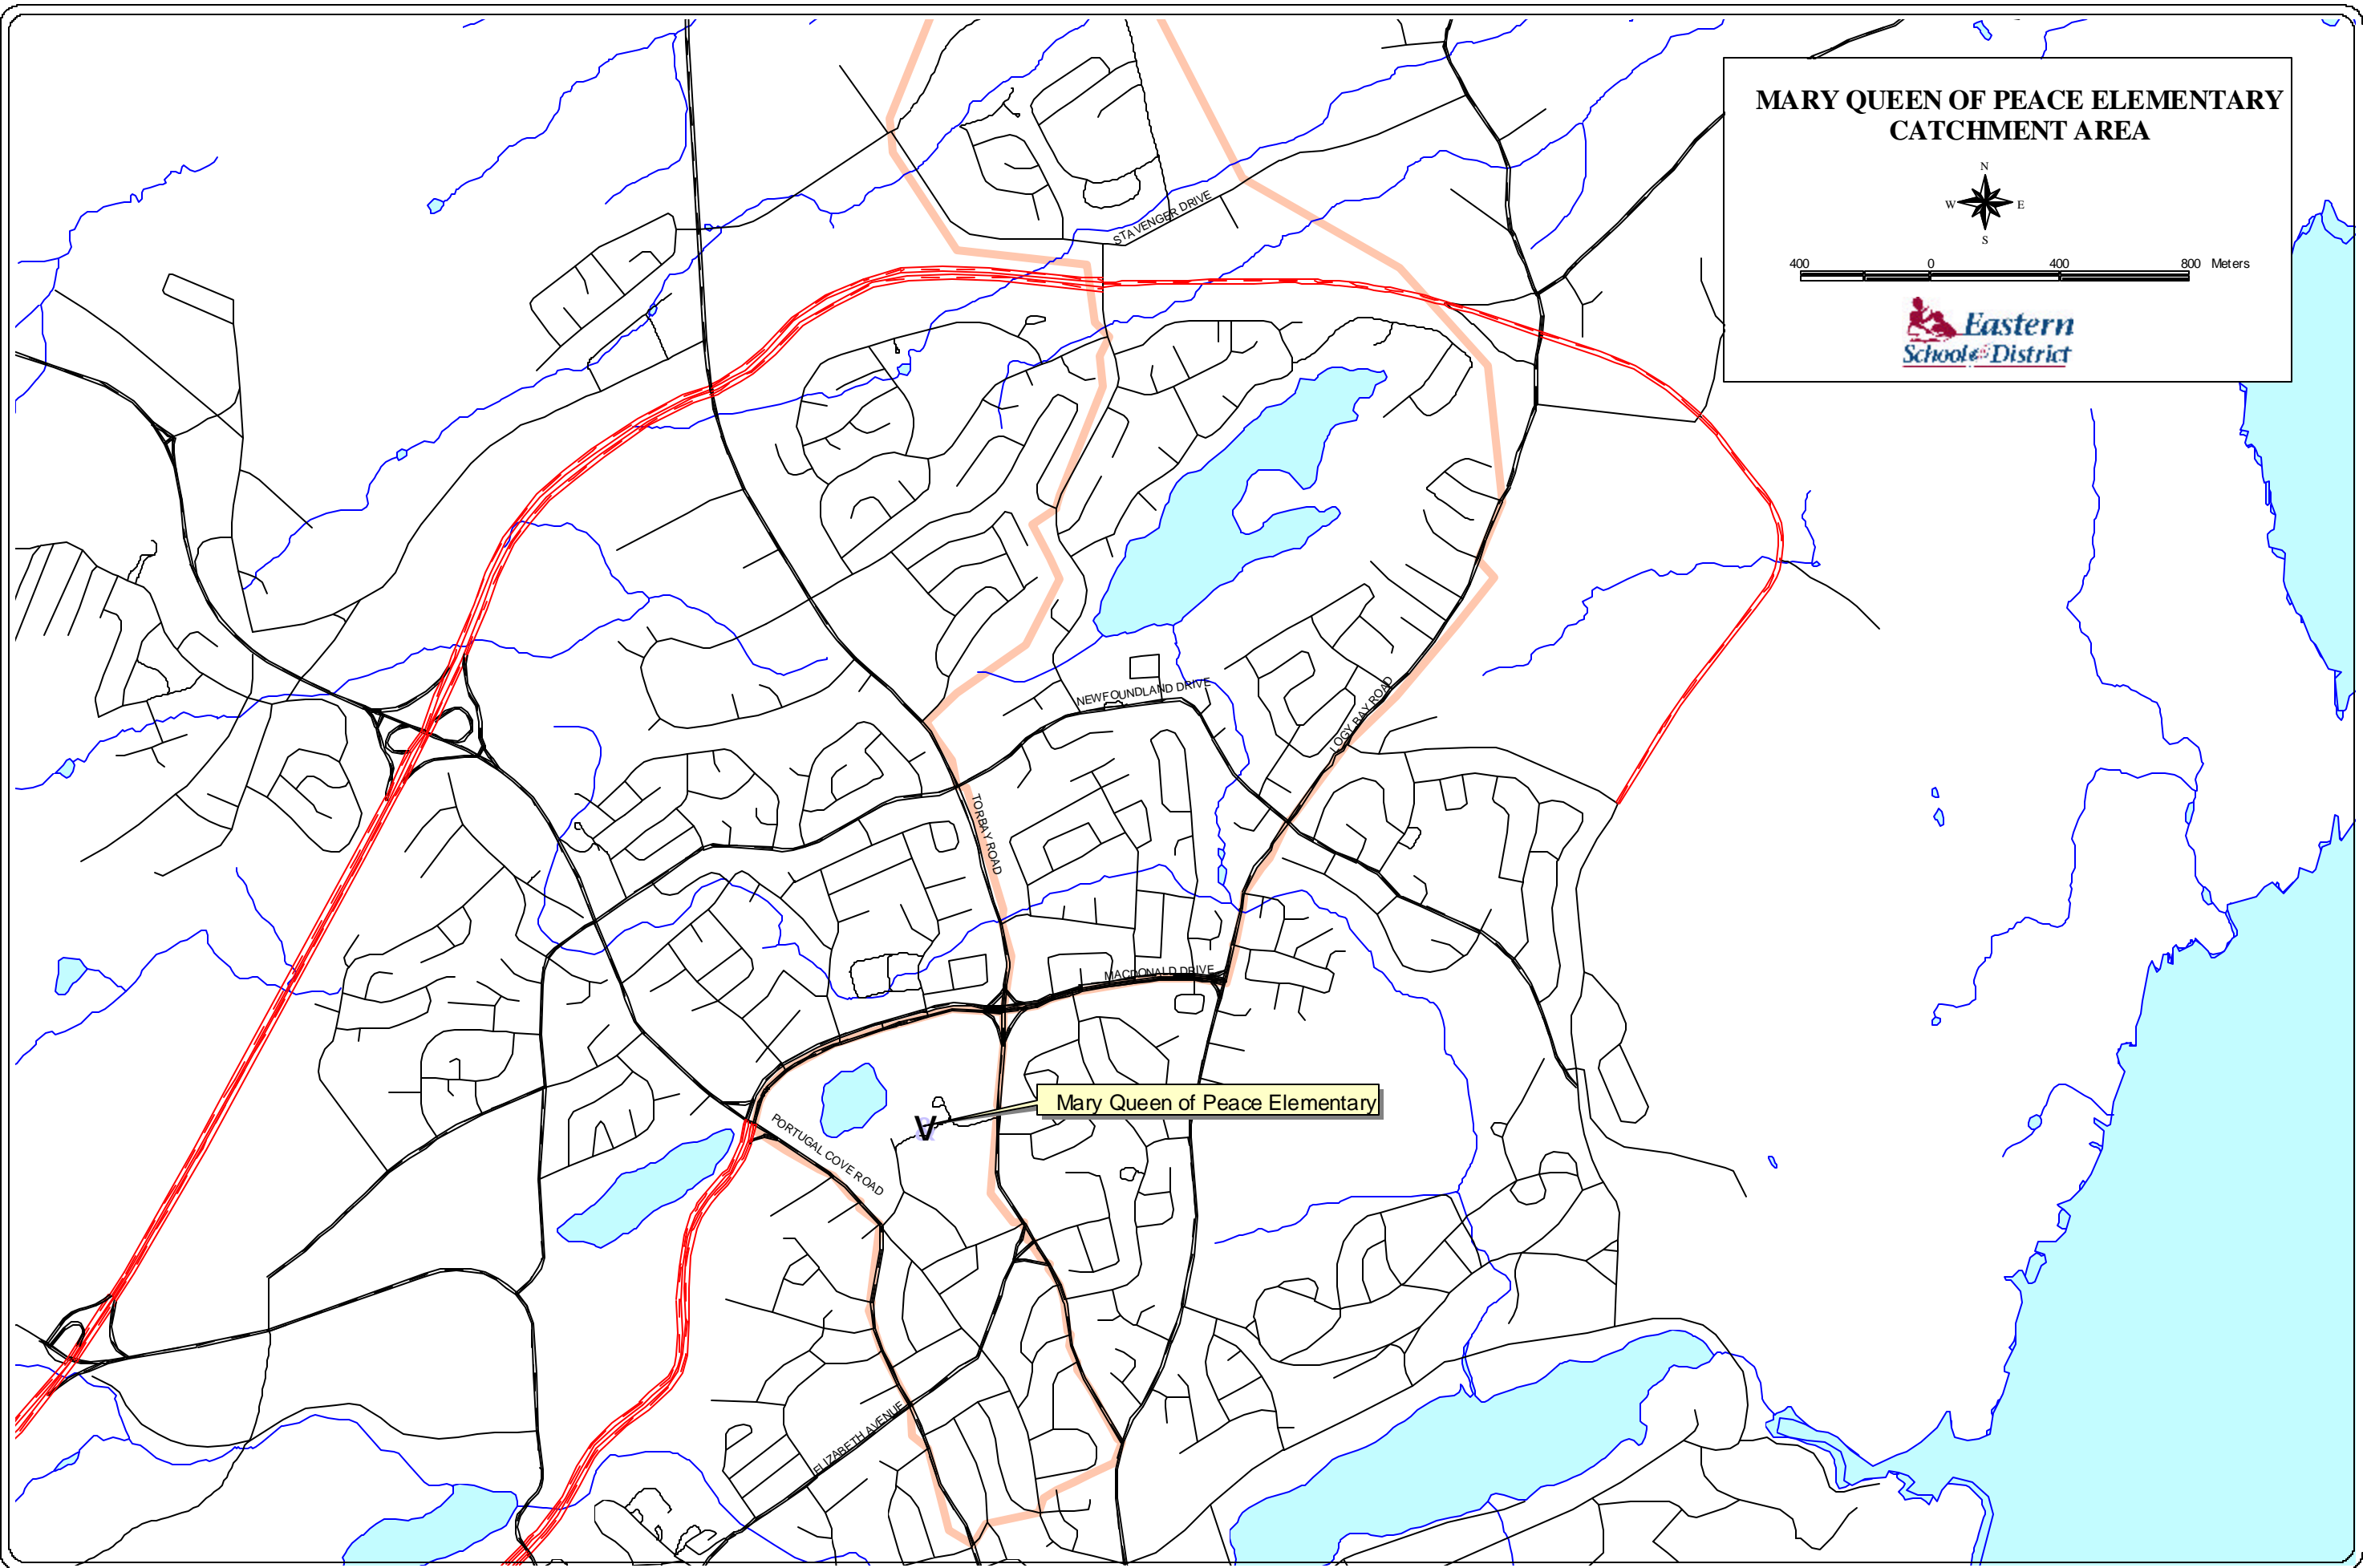 MARY QUEEN OF PEACE ELEMENTARY
CATCHMENT AREA
N
W E
S
400 0 400 800 Meters
Eastern
School District
STAVENGER DRIVE
NEWFOUNDLAND DRIVE
LOGY BAY ROAD
TORBAY ROAD
MACDONALD DRIVE
Mary Queen of Peace Elementary
PORTUGAL COVE ROAD
ELIZABETH AVENUE